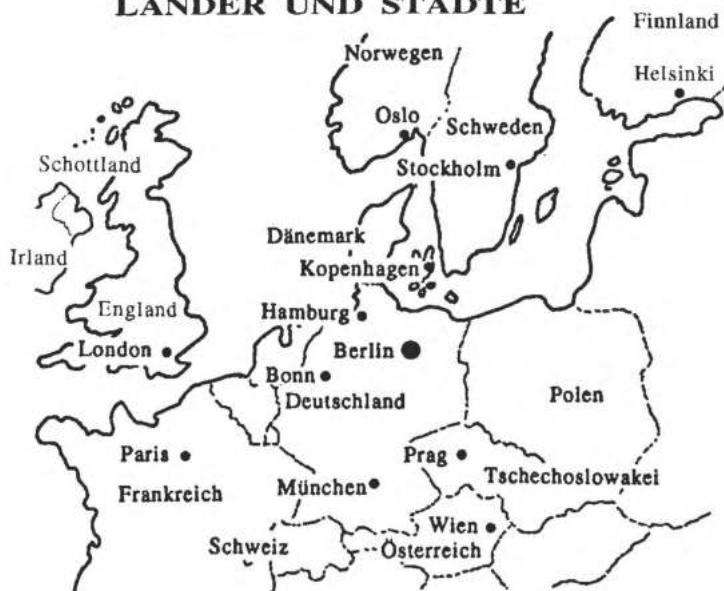 LÄNDER UND STÄDTE
Finnland
Norwegen
Helsinki
Oslo
Schweden
Schottland
Stockholm
Dänemark
Irland
Kopenhagen
England
Hamburg
London
Berlin
Bonn
Deutschland
Polen
Paris
Prag
Tschechoslowakei
Frankreich
München
Wien
Schweiz
Österreich